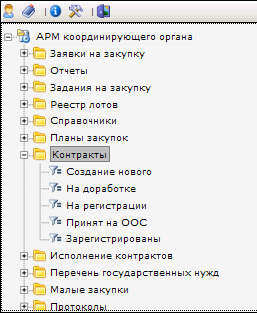 АРМ координирующего органа
Заявки на закупку
Отчеты
Задания на закупку
Реестр лотов
Справочники
Планы закупок
Контракты
Создание нового
На доработке
На регистрации
Принят на ООС
Зарегистрированы
Исполнение контрактов
Перечень государственных нужд
Малые закупки
Протоколы